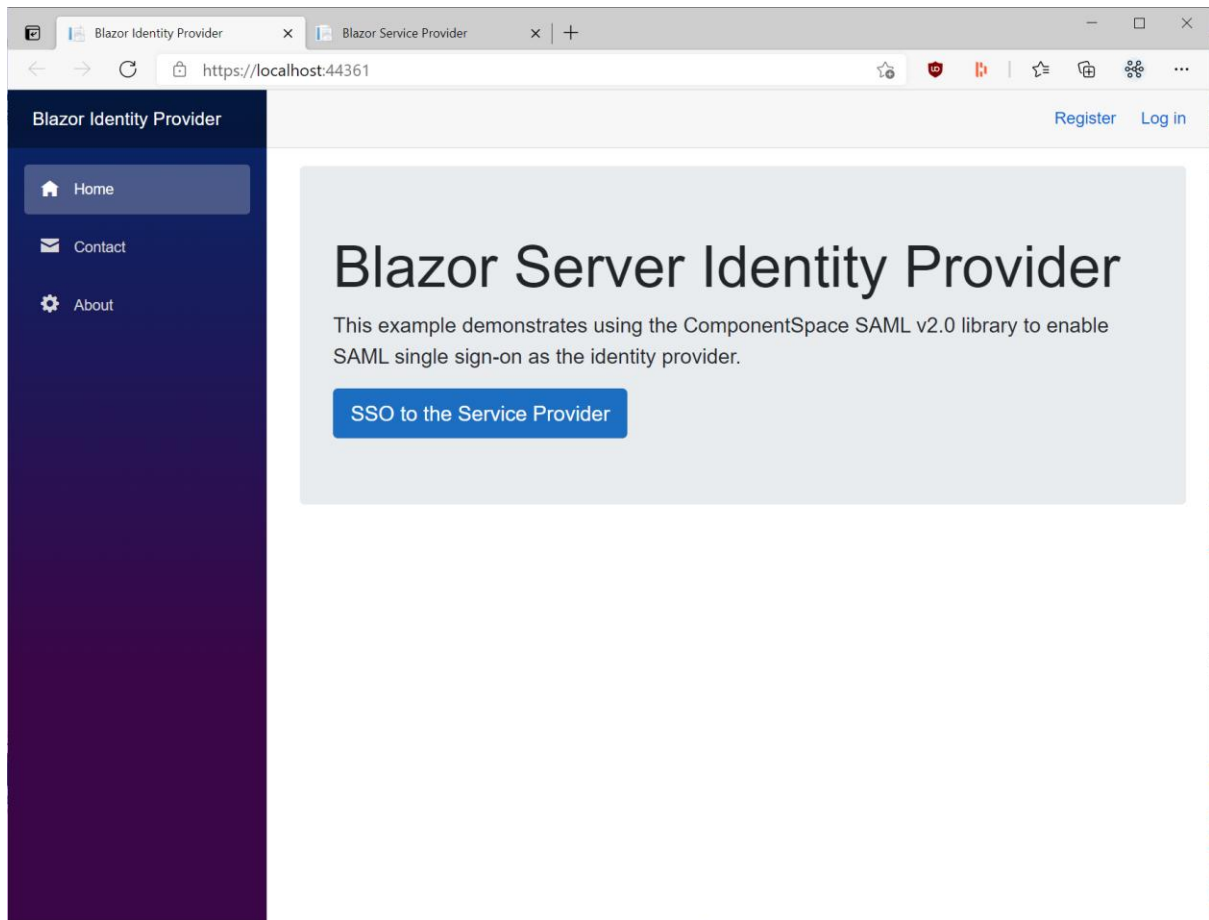 Blazor Identity Provider
Blazor Service Provider
https://localhost:44361
Blazor Identity Provider
Register
Log in
Home
Contact
About
Blazor Server Identity Provider
This example demonstrates using the ComponentSpace SAML v2.0 library to enable
SAML single sign-on as the identity provider.
SSO to the Service Provider